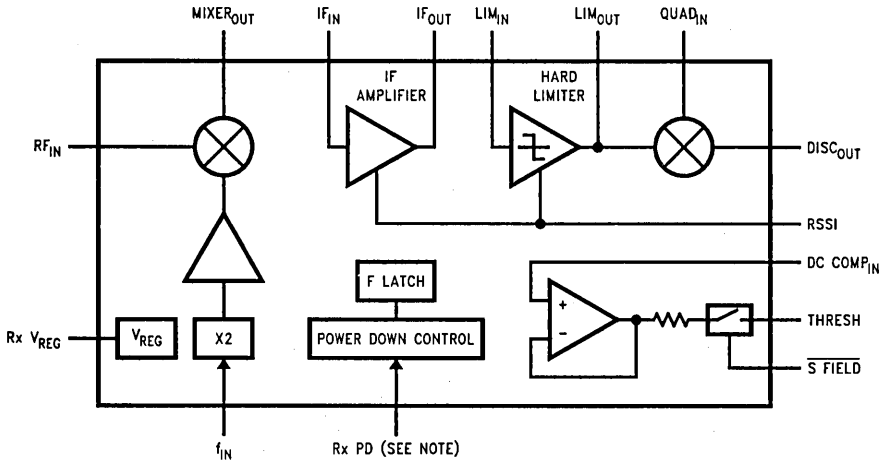 MIXER_OUT IF_IN IF_OUT LIM_IN LIM_OUT QUAD_IN
IF
AMPLIFIER
HARD
LIMITER
RF_IN
DISC_OUT
RSSI
DC COMP_IN
F LATCH
+
−
THRESH
Rx V_REG
V_REG
X2
POWER DOWN CONTROL
S FIELD
f_IN
Rx PD (SEE NOTE)